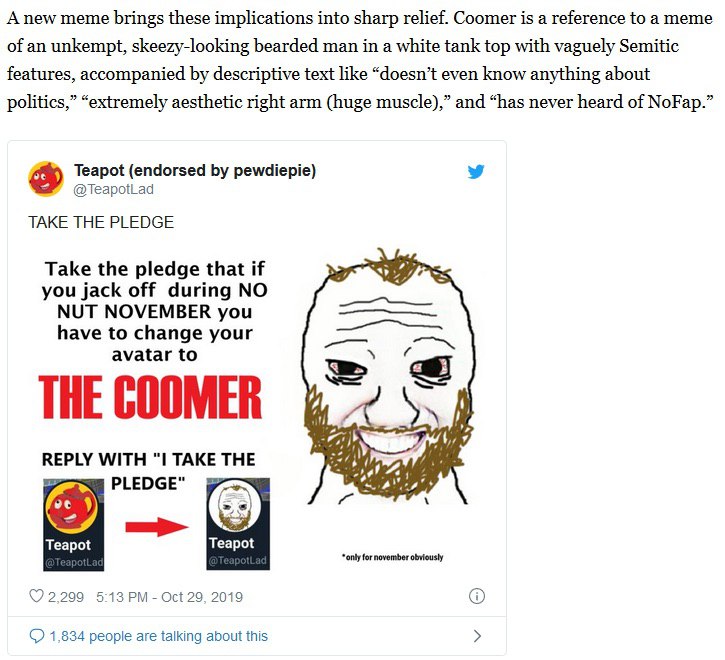 A new meme brings these implications into sharp relief. Coomer is a reference to a meme
of an unkempt, skeezy-looking bearded man in a white tank top with vaguely Semitic
features, accompanied by descriptive text like “doesn’t even know anything about
politics,” “extremely aesthetic right arm (huge muscle),” and “has never heard of NoFap.”
Teapot (endorsed by pewdiepie)
@TeapotLad
TAKE THE PLEDGE
Take the pledge that if
you jack off during NO
NUT NOVEMBER you
have to change your
avatar to
THE COOMER
REPLY WITH "I TAKE THE
PLEDGE"
Teapot
@TeapotLad
Teapot
@TeapotLad
*only for november obviously
2,299 5:13 PM - Oct 29, 2019
1,834 people are talking about this